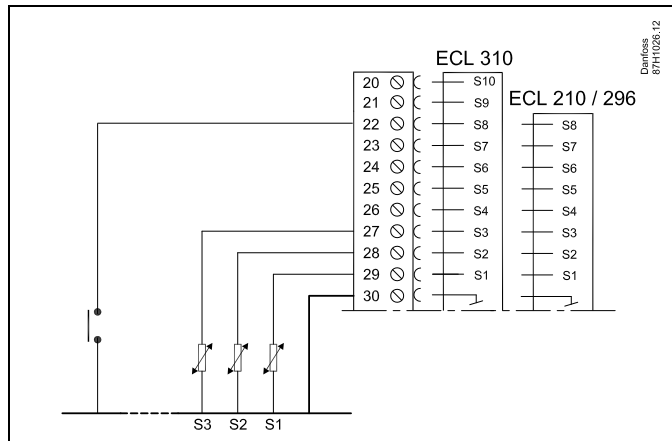 Danfoss
87H1026.12
ECL 310
ECL 210 / 296
20 S10
21 S9
22 S8 S8
23 S7 S7
24 S6 S6
25 S5 S5
26 S4 S4
27 S3 S3
28 S2 S2
29 S1 S1
30
S3 S2 S1